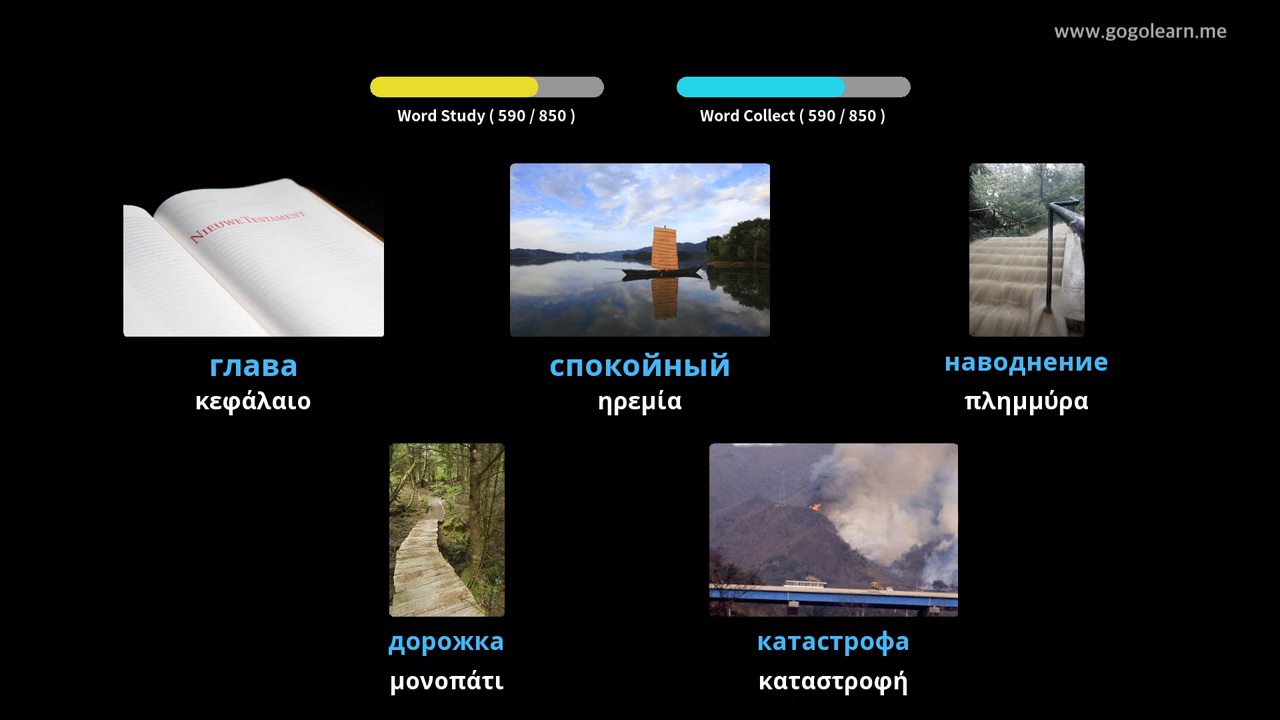 www.gogolearn.me
Word Study ( 590 / 850 )
Word Collect ( 590 / 850 )
NIEUWE TESTAMENT
глава
κεφάλαιο
спокойный
ηρεμία
наводнение
πλημμύρα
дорожка
μονοπάτι
катастрофа
καταστροφή